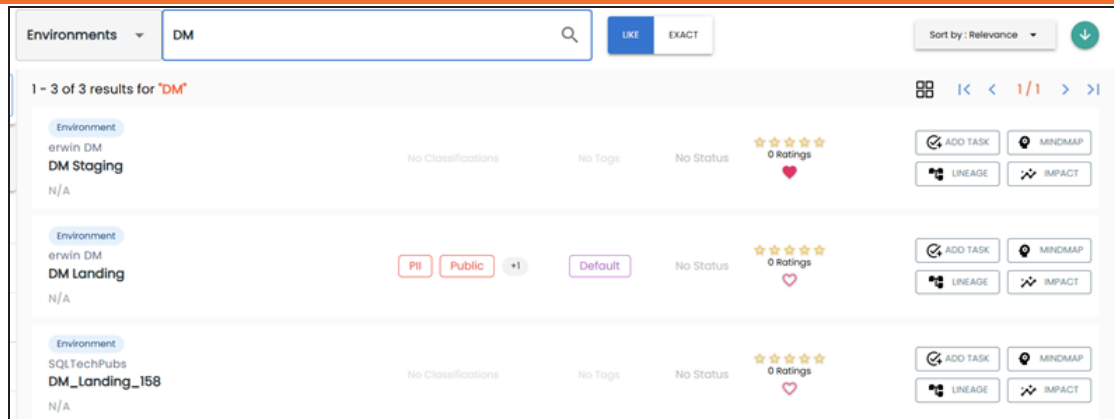 Environments DM LIKE EXACT Sort by : Relevance
1 - 3 of 3 results for "DM" 1/1
Environment
erwin DM
DM Staging
N/A
No Classifications No Tags No Status
0 Ratings
ADD TASK MINDMAP
LINEAGE IMPACT
Environment
erwin DM
DM Landing
N/A
PII Public +1 Default No Status
0 Ratings
ADD TASK MINDMAP
LINEAGE IMPACT
Environment
SQLTechPubs
DM_Landing_158
N/A
No Classifications No Tags No Status
0 Ratings
ADD TASK MINDMAP
LINEAGE IMPACT